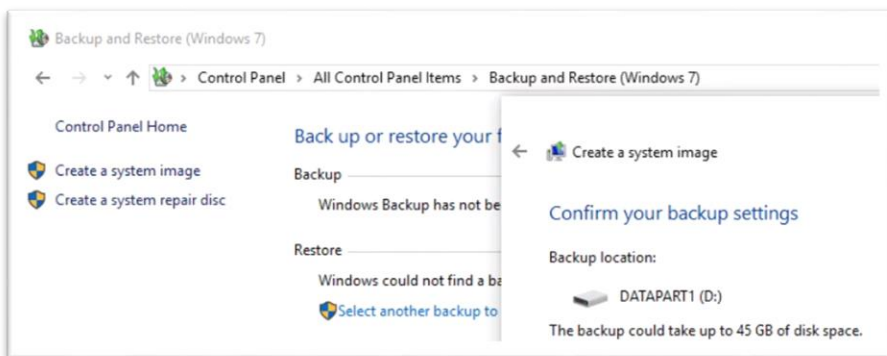 Backup and Restore (Windows 7)
Control Panel > All Control Panel Items > Backup and Restore (Windows 7)
Control Panel Home
Create a system image
Create a system repair disc
Back up or restore your f
Backup
Windows Backup has not be
Restore
Windows could not find a ba
Select another backup to
Create a system image
Confirm your backup settings
Backup location:
DATAPART1 (D:)
The backup could take up to 45 GB of disk space.